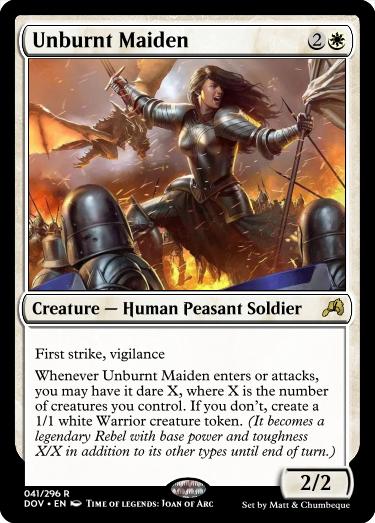 Unburnt Maiden 2
Creature — Human Peasant Soldier
First strike, vigilance
Whenever Unburnt Maiden enters or attacks,
you may have it dare X, where X is the number
of creatures you control. If you don't, create a
1/1 white Warrior creature token. (It becomes a
legendary Rebel with base power and toughness
X/X in addition to its other types until end of turn.)
2/2
041/296 R
DOV • EN Time of legends: Joan of Arc
Set by Matt & Chumbeque